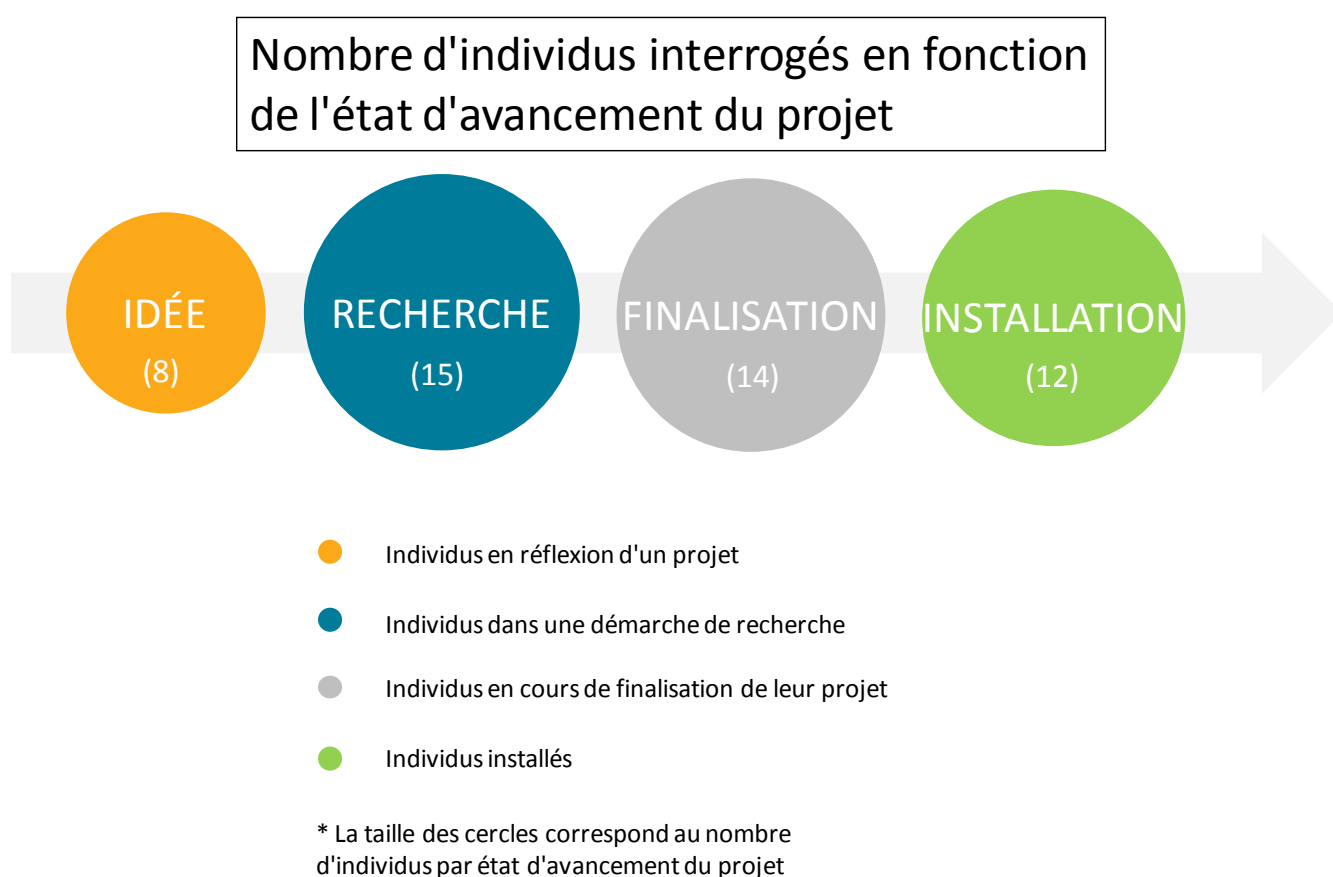 Nombre d'individus interrogés en fonction
de l'état d'avancement du projet
IDÉE
(8)
RECHERCHE
(15)
FINALISATION
(14)
INSTALLATION
(12)
Individus en réflexion d'un projet
Individus dans une démarche de recherche
Individus en cours de finalisation de leur projet
Individus installés
* La taille des cercles correspond au nombre
d'individus par état d'avancement du projet